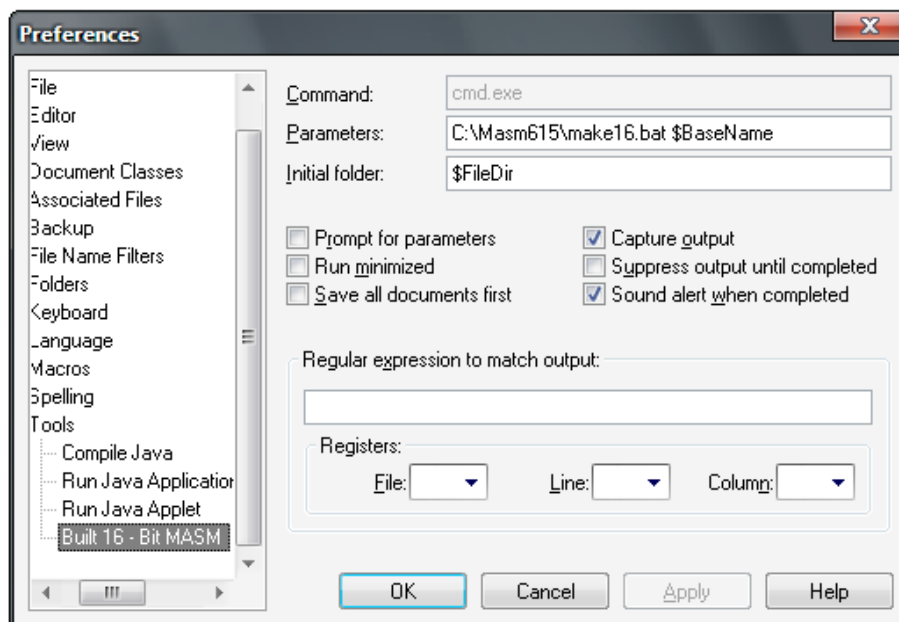 Preferences
X
File
Editor
View
Document Classes
Associated Files
Backup
File Name Filters
Folders
Keyboard
Language
Macros
Spelling
Tools
Compile Java
Run Java Application
Run Java Applet
Built 16 - Bit MASM
Command: cmd.exe
Parameters: C:\Masm615\make16.bat $BaseName
Initial folder: $FileDir
Prompt for parameters Capture output
Run minimized Suppress output until completed
Save all documents first Sound alert when completed
Regular expression to match output:
Registers:
File: Line: Column:
OK Cancel Apply Help